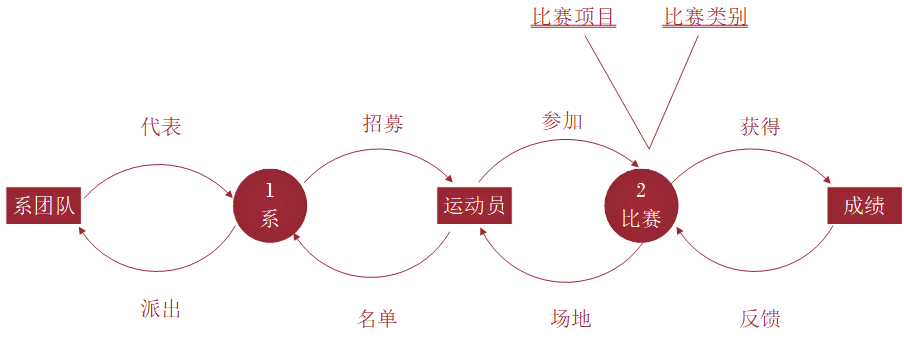 比赛项目 比赛类别
代表 招募 参加 获得
系团队
1
系
运动员
2
比赛
成绩
派出 名单 场地 反馈